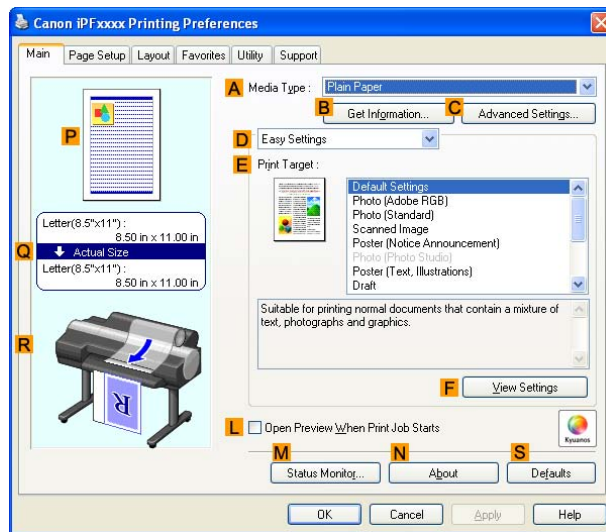 Canon iPFxxxx Printing Preferences
Main Page Setup Layout Favorites Utility Support
A Media Type : Plain Paper
B C
Get Information... Advanced Settings...
P
D Easy Settings
E Print Target :
Default Settings
Photo (Adobe RGB)
Photo (Standard)
Scanned Image
Poster (Notice Announcement)
Photo (Photo Studio)
Poster (Text, Illustrations)
Draft
Letter(8.5"x11") :
8.50 in x 11.00 in
Q Actual Size
Letter(8.5"x11") :
8.50 in x 11.00 in
Suitable for printing normal documents that contain a mixture of
text, photographs and graphics.
R
R
F View Settings
L Open Preview When Print Job Starts
Kyuanos
M N S
Status Monitor... About Defaults
OK Cancel Apply Help